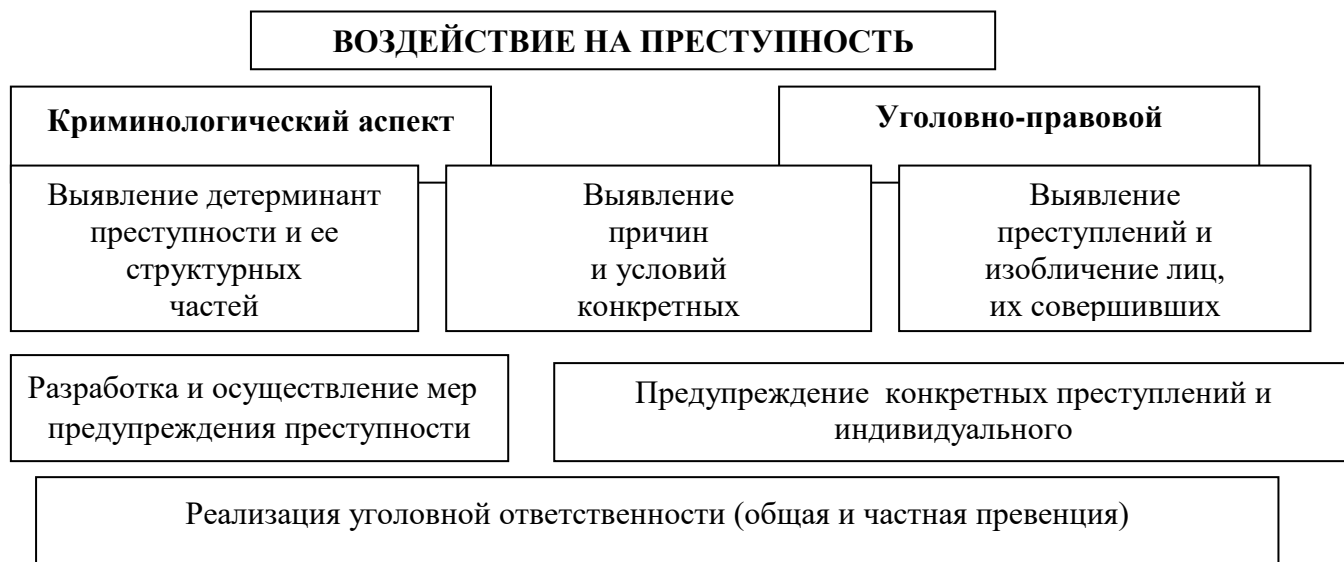 ВОЗДЕЙСТВИЕ НА ПРЕСТУПНОСТЬ
Криминологический аспект
Уголовно-правовой
Выявление детерминант
преступности и ее
структурных
частей
Выявление
причин
и условий
конкретных
Выявление
преступлений и
изобличение лиц,
их совершивших
Разработка и осуществление мер
предупреждения преступности
Предупреждение конкретных преступлений и
индивидуального
Реализация уголовной ответственности (общая и частная превенция)